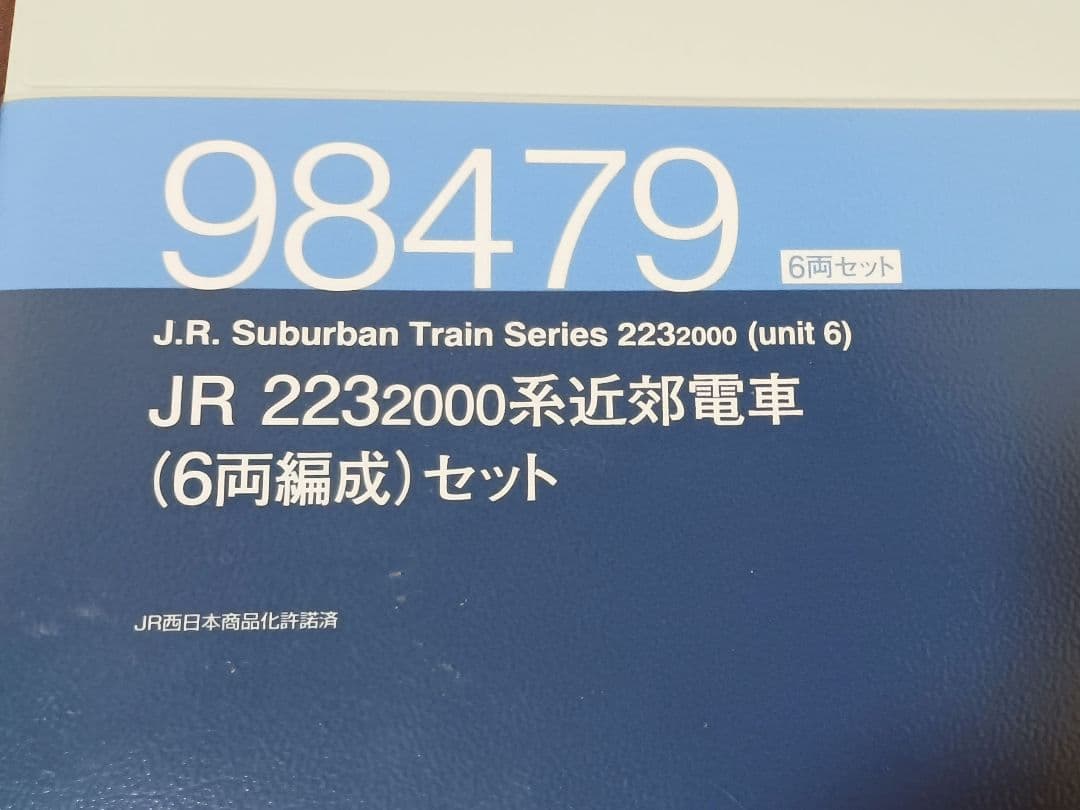 98479
6両セット
J.R. Suburban Train Series 2232000 (unit 6)
JR 2232000系近郊電車
(6両編成)セット
JR西日本商品化許諾済